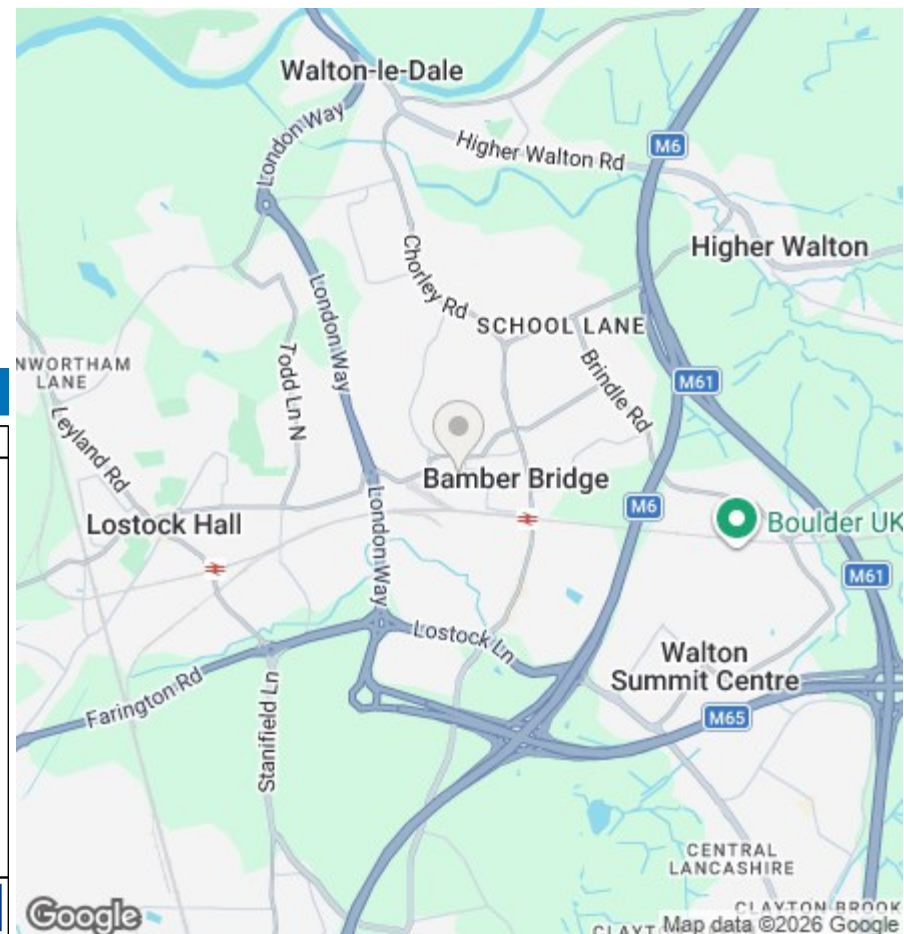 Walton-le-Dale
London Way
Higher Walton Rd
M6
Higher Walton
Chorley Rd
London Way
SCHOOL LANE
Todd Ln N
NWORTHAM
LANE
Brindle Rd
M61
Leyland Rd
Bamber Bridge
M6
Lostock Hall
London Way
Boulder UK
M61
Lostock Ln
Walton
Summit Centre
Farington Rd
Stanifield Ln
M65
CENTRAL
LANCASHIRE
CLAYTON BROOK
Google
Map data ©2026 Google